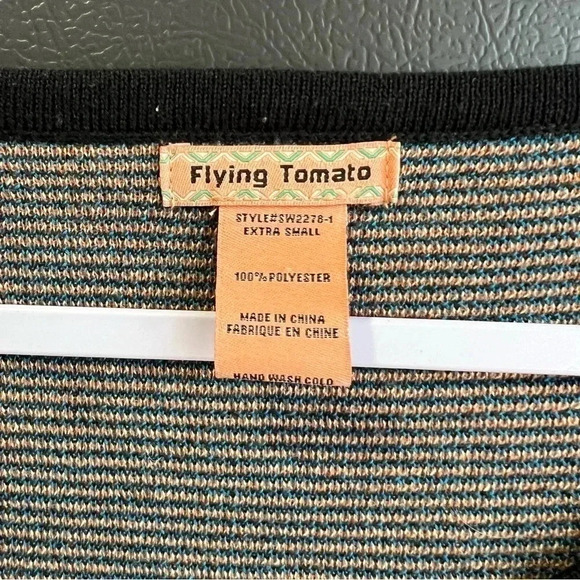 Flying Tomato
STYLE#SW2278-1
EXTRA SMALL
100% POLYESTER
MADE IN CHINA
FABRIQUE EN CHINE
HAND WASH COLD